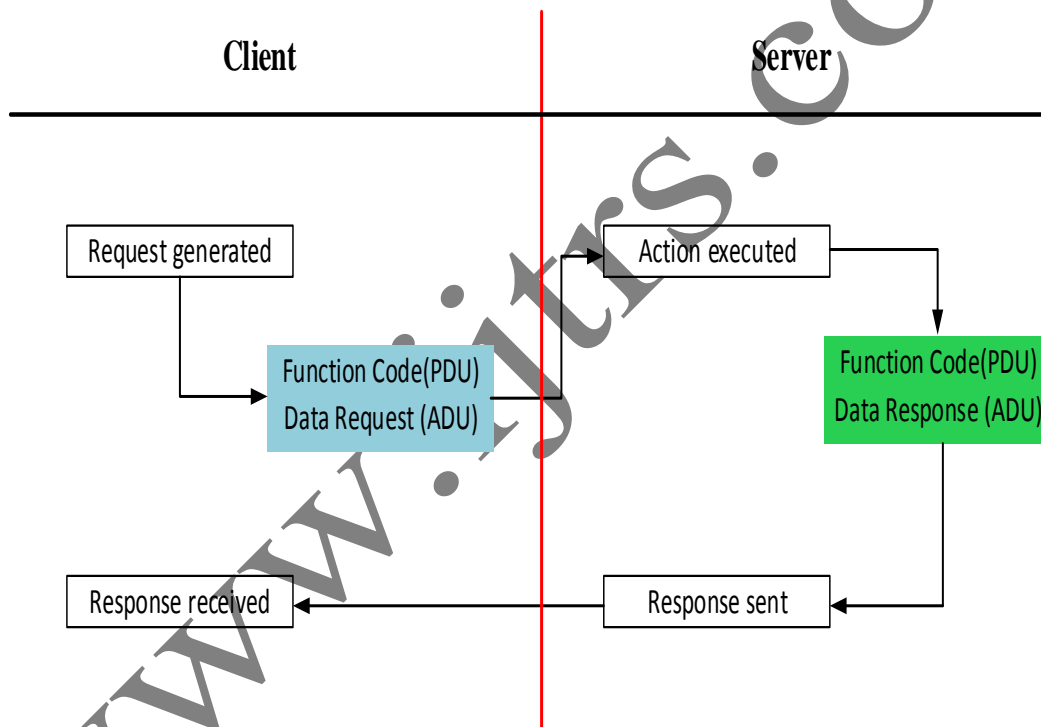 Client
Server
Request generated
Action executed
Function Code(PDU)
Data Request (ADU)
Function Code(PDU)
Data Response (ADU)
Response received
Response sent
www.ijtrs.co